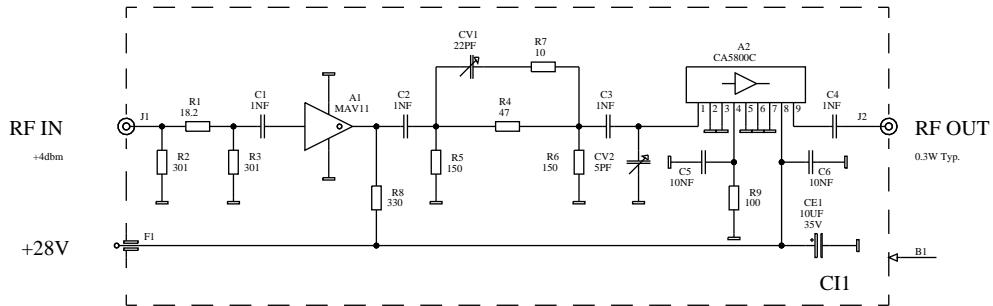 CV1
22PF
R7
10
A2
CA5800C
RF IN
+4dbm
J1
R1
18.2
C1
1NF
A1
MAV11
C2
1NF
R4
47
C3
1NF
1 2 3 4 5 6 7 8 9
C4
1NF
J2
RF OUT
0.3W Typ.
R2
301
R3
301
R5
150
R6
150
CV2
5PF
C5
10NF
C6
10NF
R8
330
R9
100
CE1
10UF
35V
+28V
F1
B1
CI1